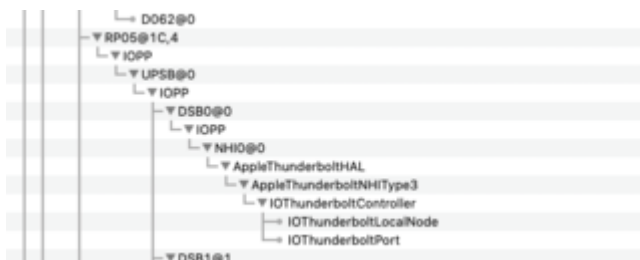 D062@0
RP05@1C,4
IOPP
UPSB@0
IOPP
DSB0@0
IOPP
NHI0@0
AppleThunderboltHAL
AppleThunderboltNHIType3
IOThunderboltController
IOThunderboltLocalNode
IOThunderboltPort
DSB1@1